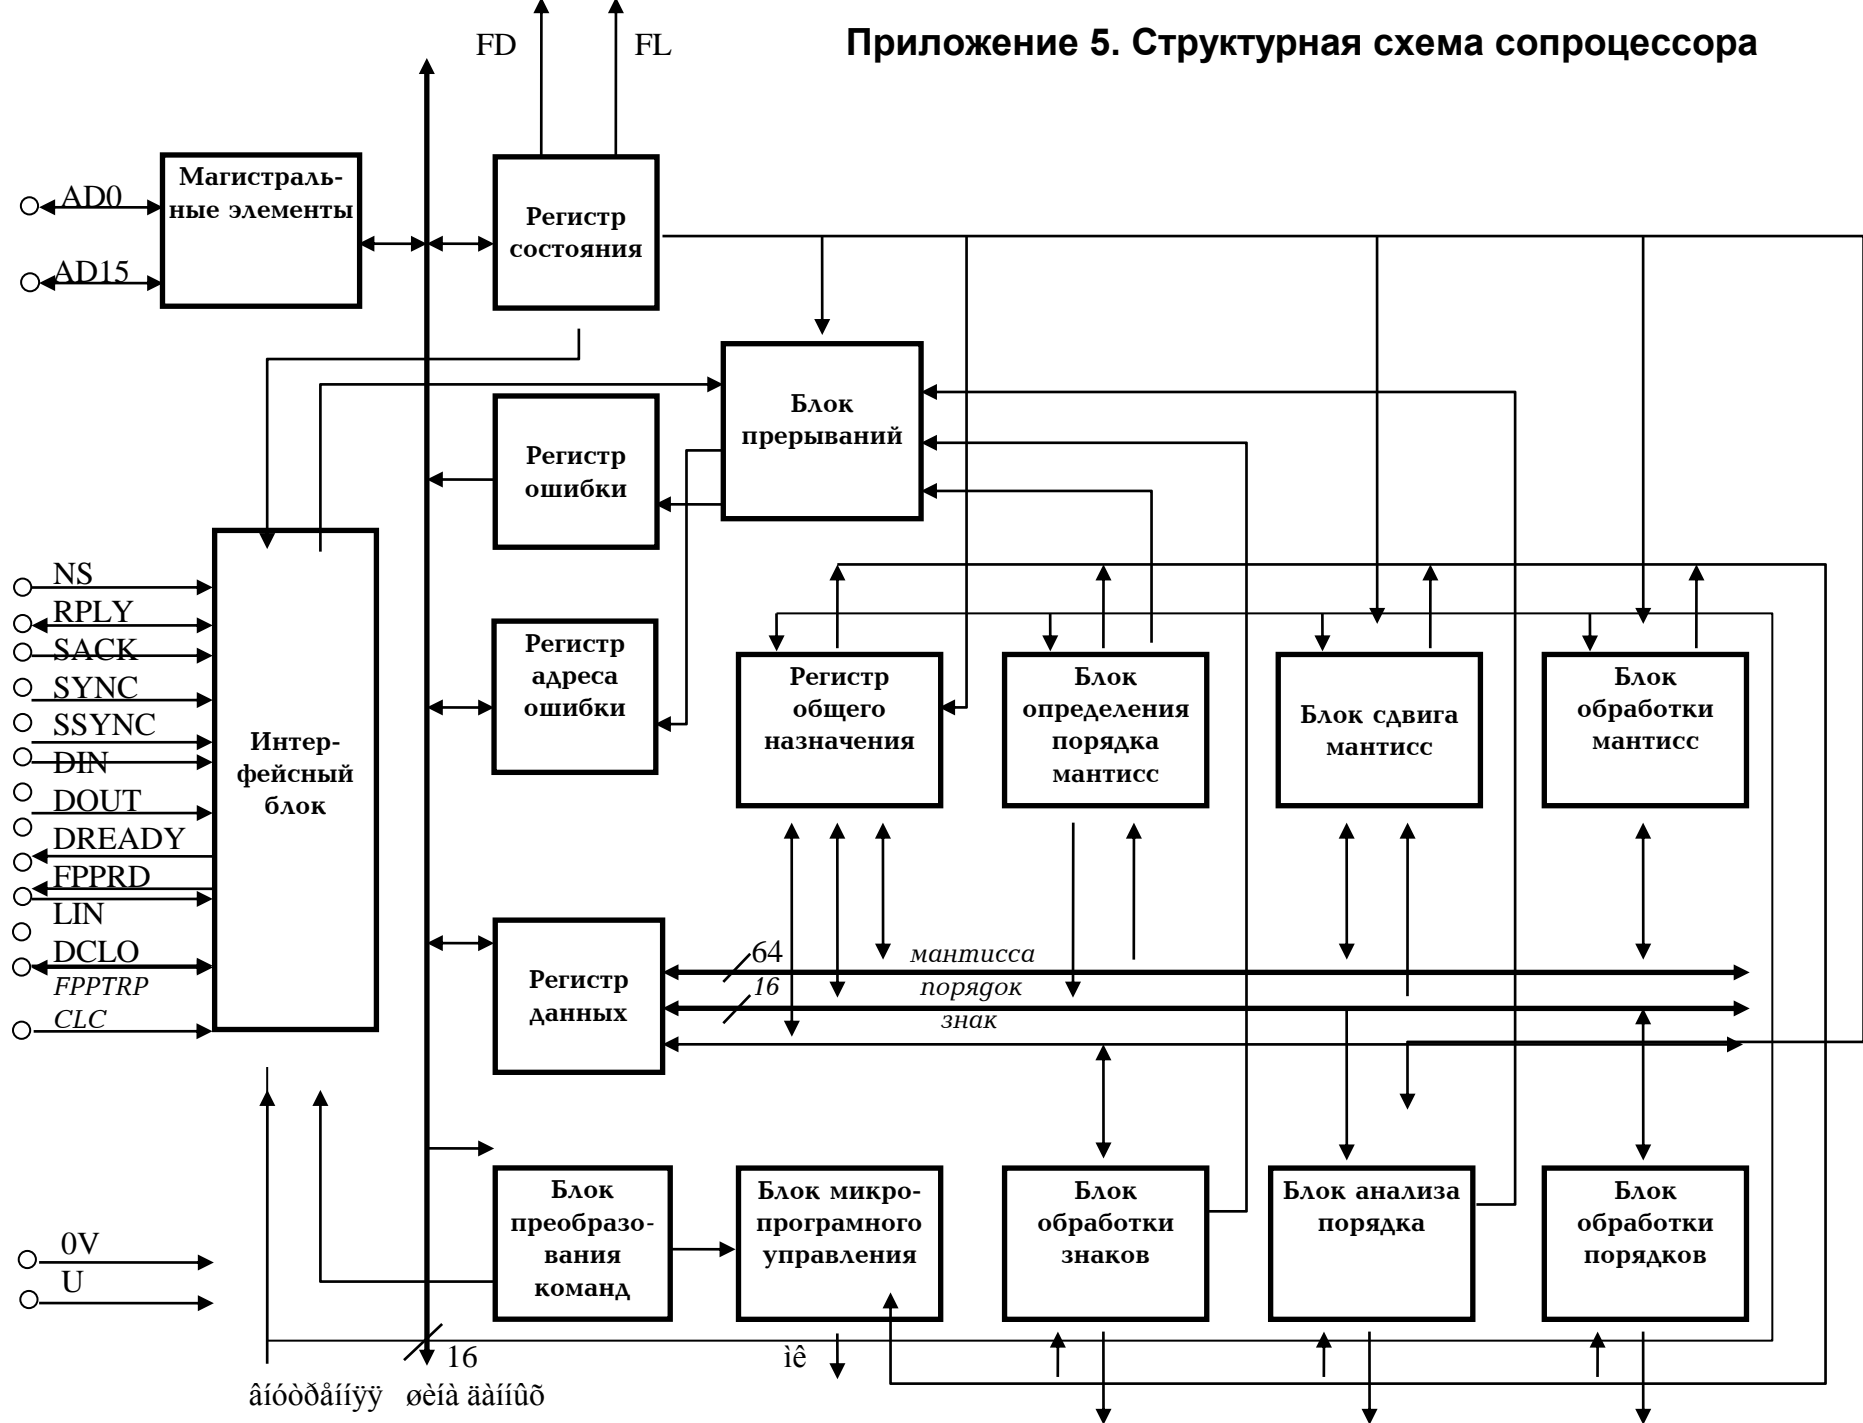 FD
FL
Приложение 5. Структурная схема сопроцессора
AD0
AD15
Магистраль-
ные элементы
Регистр
состояния
Блок
прерываний
Регистр
ошибки
Регистр
адреса
ошибки
NS
RPLY
SACK
SYNC
SSYNC
DIN
DOUT
DREADY
FPPRD
LIN
DCLO
FPPTRP
CLC
Интер-
фейсный
блок
Регистр
общего
назначения
Блок
определения
порядка
мантисс
Блок сдвига
мантисс
Блок
обработки
мантисс
Регистр
данных
64
мантисса
16
порядок
знак
Блок
преобразо-
вания
команд
Блок микро-
програмного
управления
Блок
обработки
знаков
Блок анализа
порядка
Блок
обработки
порядков
0V
U
16
ìê
âíóòðåííÿÿ øèíà äàííûõ